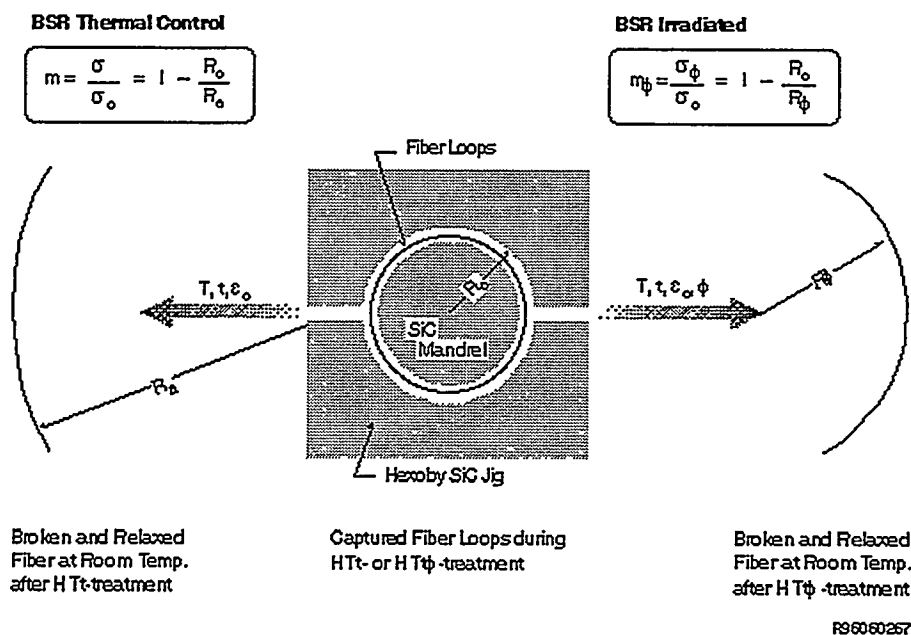 BSR Thermal Control
m = σ / σo = 1 - Ro / Ra
BSR Irradiated
mϕ = σϕ / σo = 1 - Ro / Rϕ
Fiber Loops
T, t, εo
Ro
T, t, εo, ϕ
Rϕ
SiC
Mandrel
Ra
Hexoloy SiC Jig
Broken and Relaxed
Fiber at Room Temp.
after HTt-treatment
Captured Fiber Loops during
HTt- or HTtϕ-treatment
Broken and Relaxed
Fiber at Room Temp.
after HTϕ-treatment
R96060267